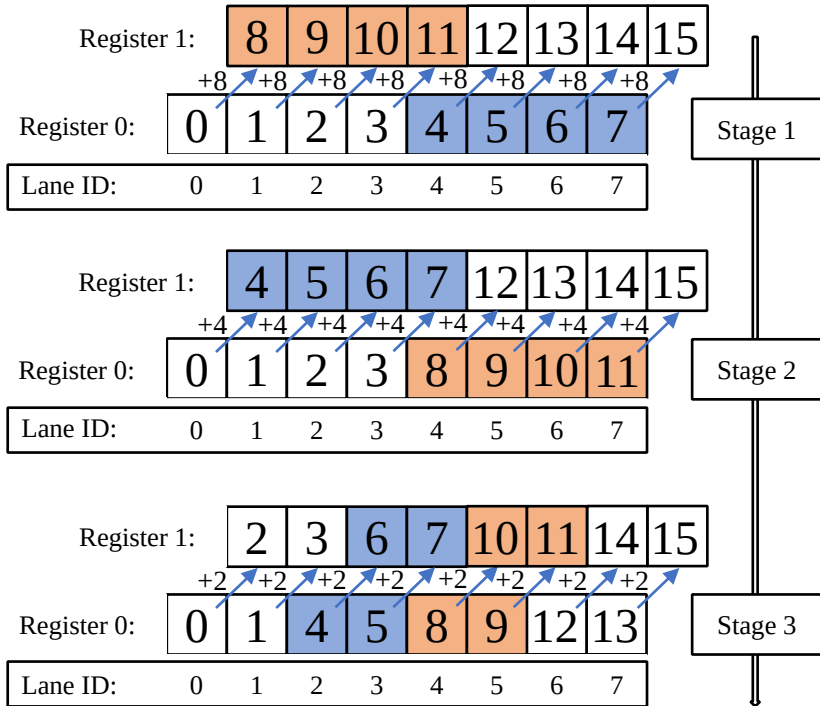 Register 1: 8 9 10 11 12 13 14 15
+8 +8 +8 +8 +8 +8 +8 +8
Register 0: 0 1 2 3 4 5 6 7 Stage 1
Lane ID: 0 1 2 3 4 5 6 7
Register 1: 4 5 6 7 12 13 14 15
+4 +4 +4 +4 +4 +4 +4 +4
Register 0: 0 1 2 3 8 9 10 11 Stage 2
Lane ID: 0 1 2 3 4 5 6 7
Register 1: 2 3 6 7 10 11 14 15
+2 +2 +2 +2 +2 +2 +2 +2
Register 0: 0 1 4 5 8 9 12 13 Stage 3
Lane ID: 0 1 2 3 4 5 6 7